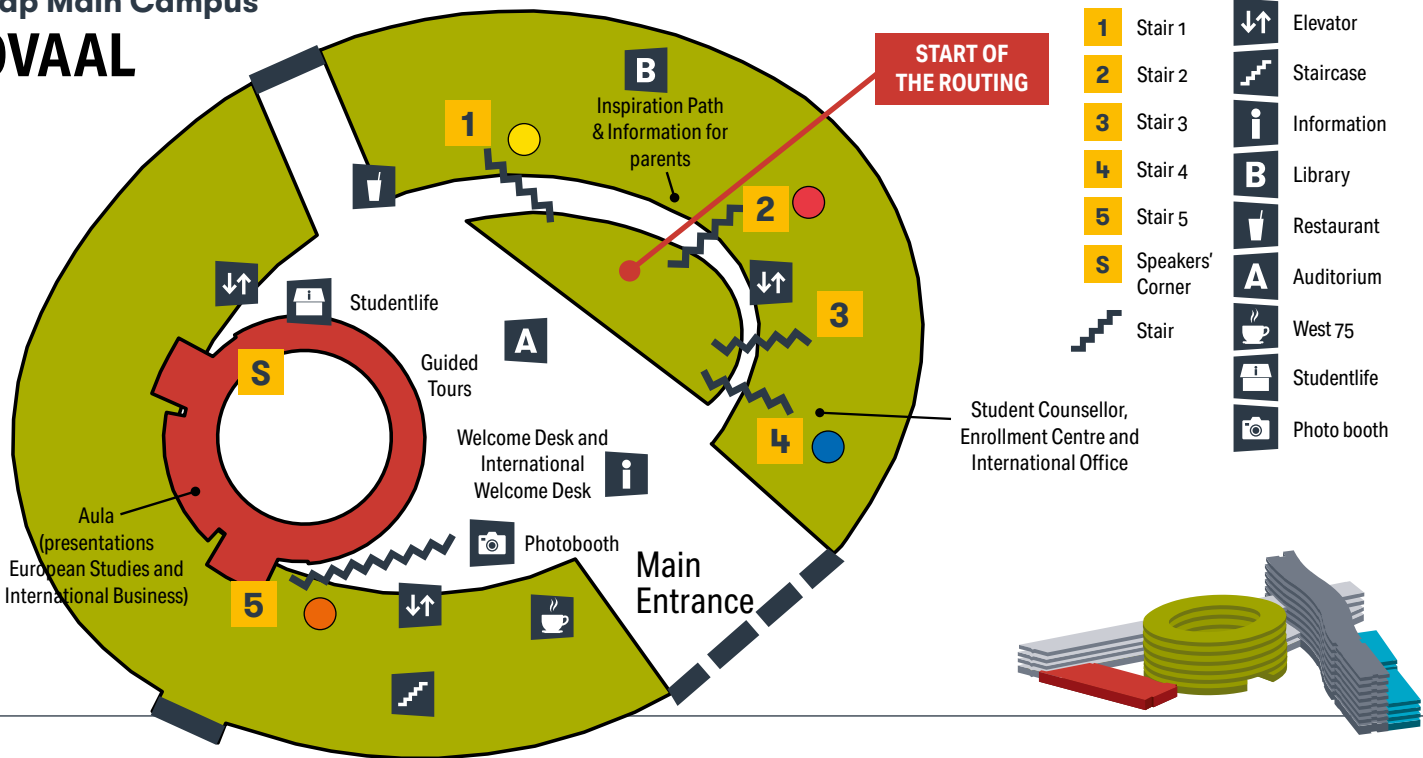 Main Campus
START OF
THE ROUTING
B
Inspiration Path
& Information for
parents
1
2
3
4
5
S
A
Studentlife
Guided
Tours
Welcome Desk and
International
Welcome Desk
i
Photobooth
Main
Entrance
Aula
(presentations
European Studies and
International Business)
Student Counsellor,
Enrollment Centre and
International Office
1 Stair 1
2 Stair 2
3 Stair 3
4 Stair 4
5 Stair 5
S Speakers'
Corner
Stair
Elevator
Staircase
i Information
B Library
Restaurant
A Auditorium
West 75
Studentlife
Photo booth